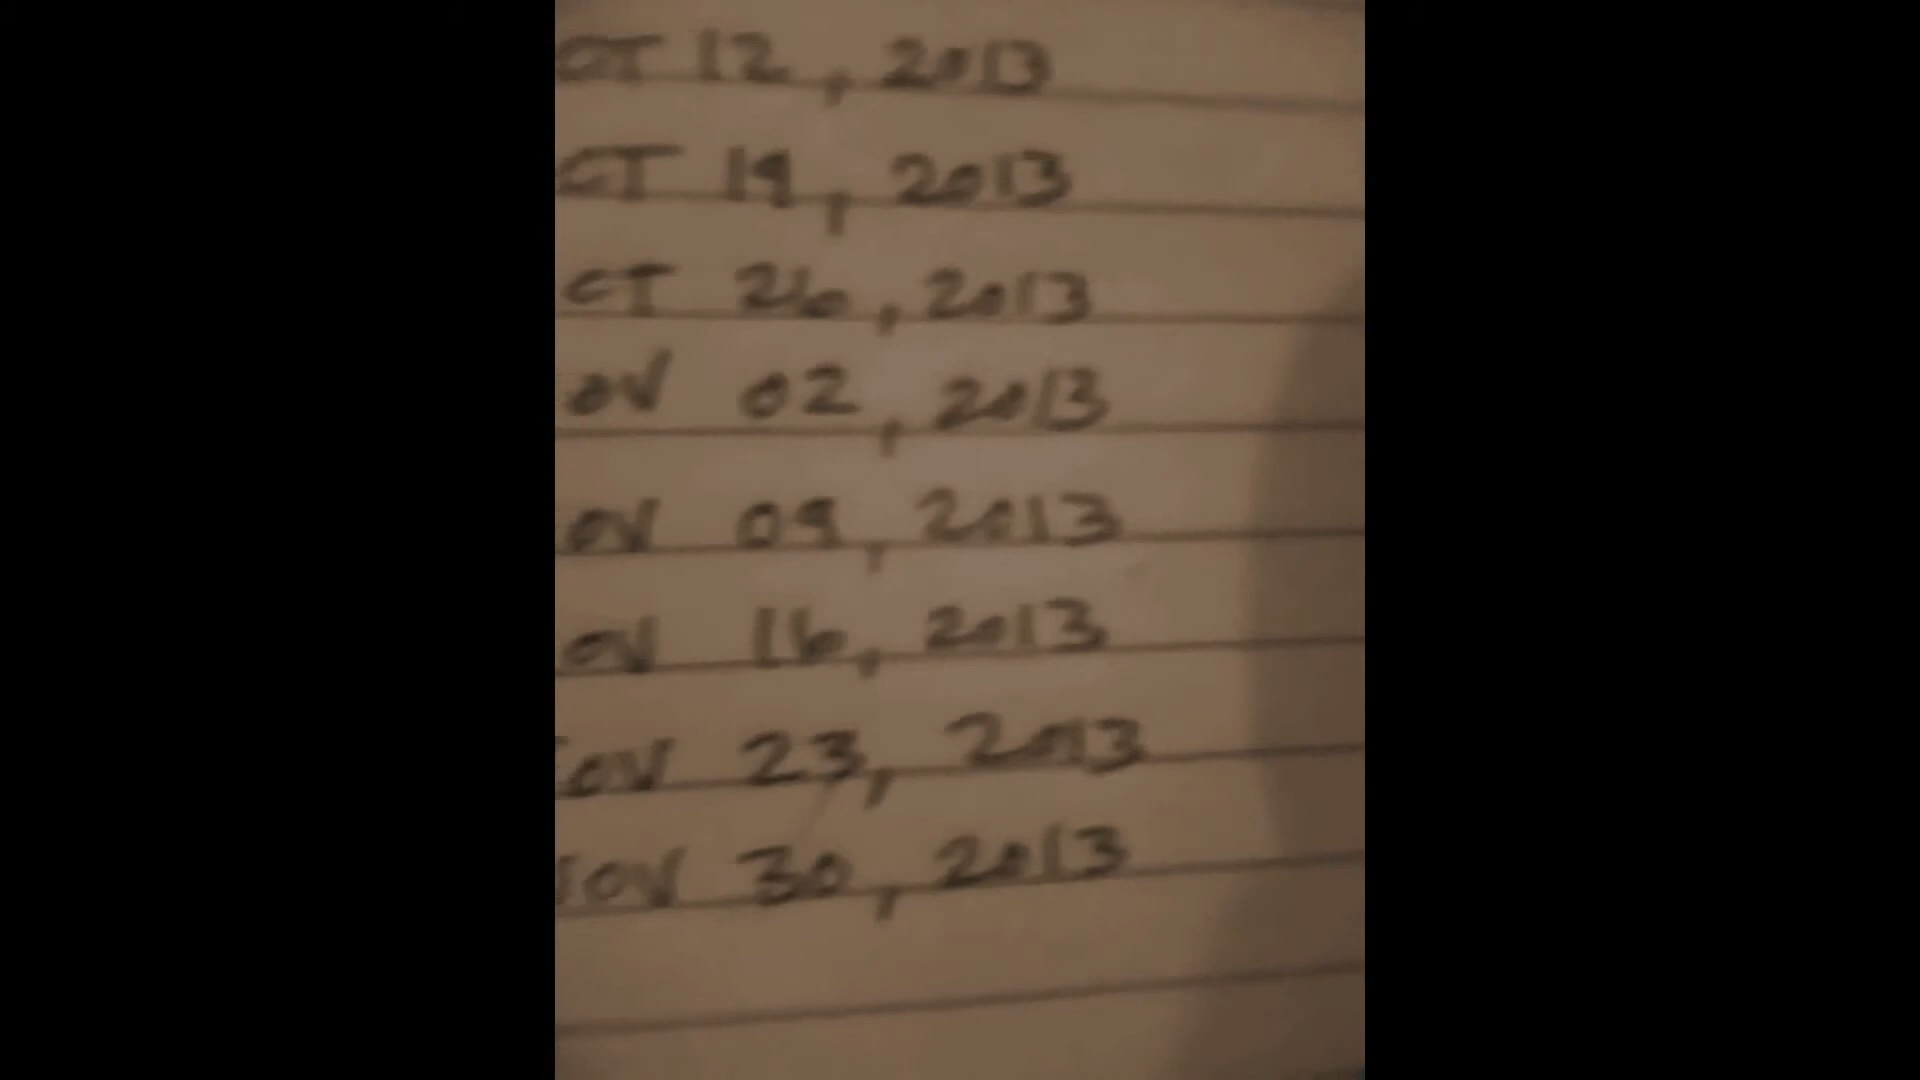 CT 12, 2013
CT 19, 2013
CT 26, 2013
OV 02, 2013
OV 09, 2013
OV 16, 2013
OV 23, 2013
NOV 30, 2013